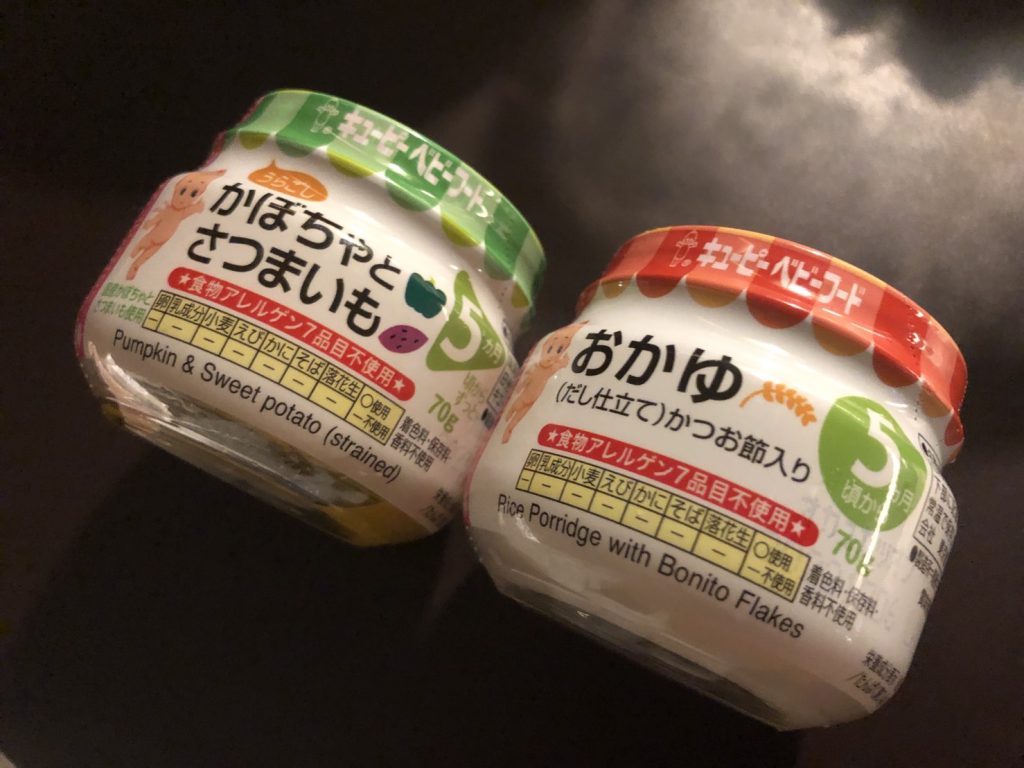 キユーピー ベビーフード
うらごし
かぼちゃと
さつまいも
5
★食物アレルゲン7品目不使用★
卵 乳成分 小麦 えび かに そば 落花生
ー ー ー ー ー ー ー
○使用
ー不使用
着色料・保存料・
香料不使用
70g
Pumpkin & Sweet potato (strained)
キユーピー ベビーフード
おかゆ
(だし仕立て)かつお節入り
5
★食物アレルゲン7品目不使用★
卵 乳成分 小麦 えび かに そば 落花生
ー ー ー ー ー ー ー
○使用
ー不使用
着色料・保存料・
香料不使用
70g
Rice Porridge with Bonito Flakes